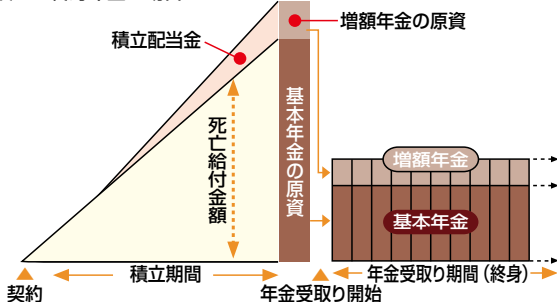 増額年金の原資
積立配当金
基本年金の原資
死亡給付金額
増額年金
基本年金
積立期間
年金受取り期間（終身）
契約
年金受取り開始